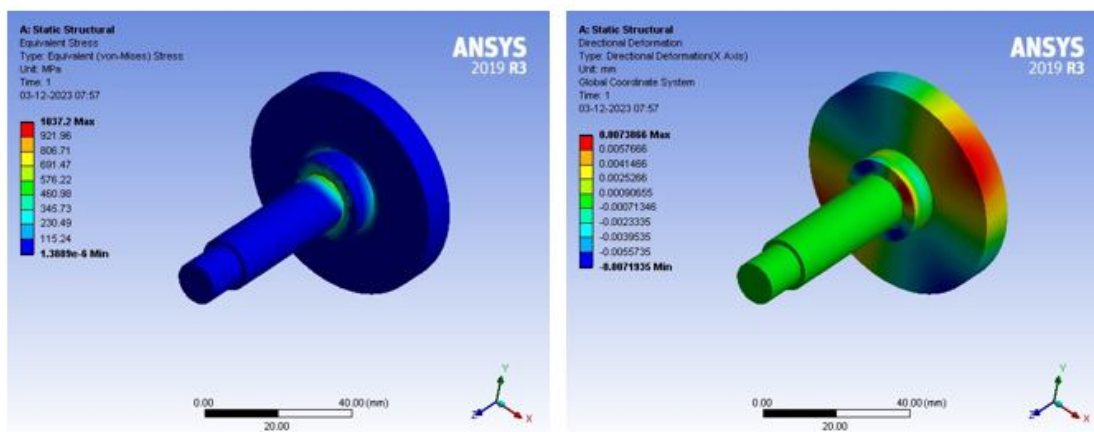 A: Static Structural
Equivalent Stress
Type: Equivalent (von-Mises) Stress
Unit: MPa
Time: 1
03-12-2023 07:57
1037.2 Max
921.96
806.71
691.47
576.22
460.98
345.73
230.49
115.24
1.3889e-6 Min
ANSYS
2019 R3
0.00
40.00 (mm)
20.00
Y
Z
X
A: Static Structural
Directional Deformation
Type: Directional Deformation(X Axis)
Unit: mm
Global Coordinate System
Time: 1
03-12-2023 07:57
0.0073866 Max
0.0057666
0.0041466
0.0025266
0.00090655
-0.00071346
-0.0023335
-0.0039535
-0.0055735
-0.0071935 Min
ANSYS
2019 R3
0.00
40.00 (mm)
20.00
Y
Z
X